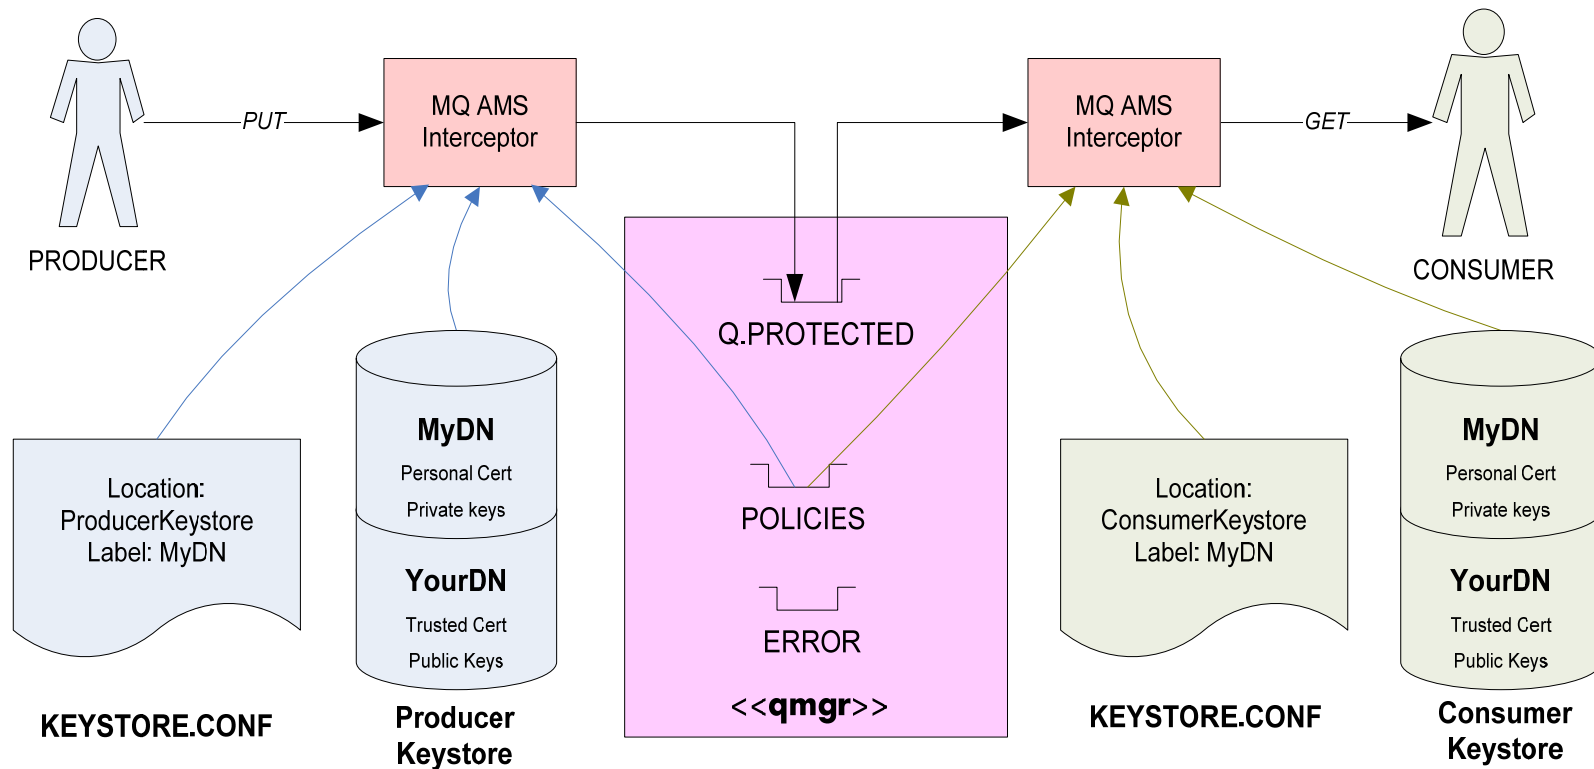 PRODUCER
PUT
MQ AMS
Interceptor
MQ AMS
Interceptor
GET
CONSUMER
Q.PROTECTED
POLICIES
ERROR
<<qmgr>>
Location:
ProducerKeystore
Label: MyDN
KEYSTORE.CONF
MyDN
Personal Cert
Private keys
YourDN
Trusted Cert
Public Keys
Producer
Keystore
Location:
ConsumerKeystore
Label: MyDN
KEYSTORE.CONF
MyDN
Personal Cert
Private keys
YourDN
Trusted Cert
Public Keys
Consumer
Keystore